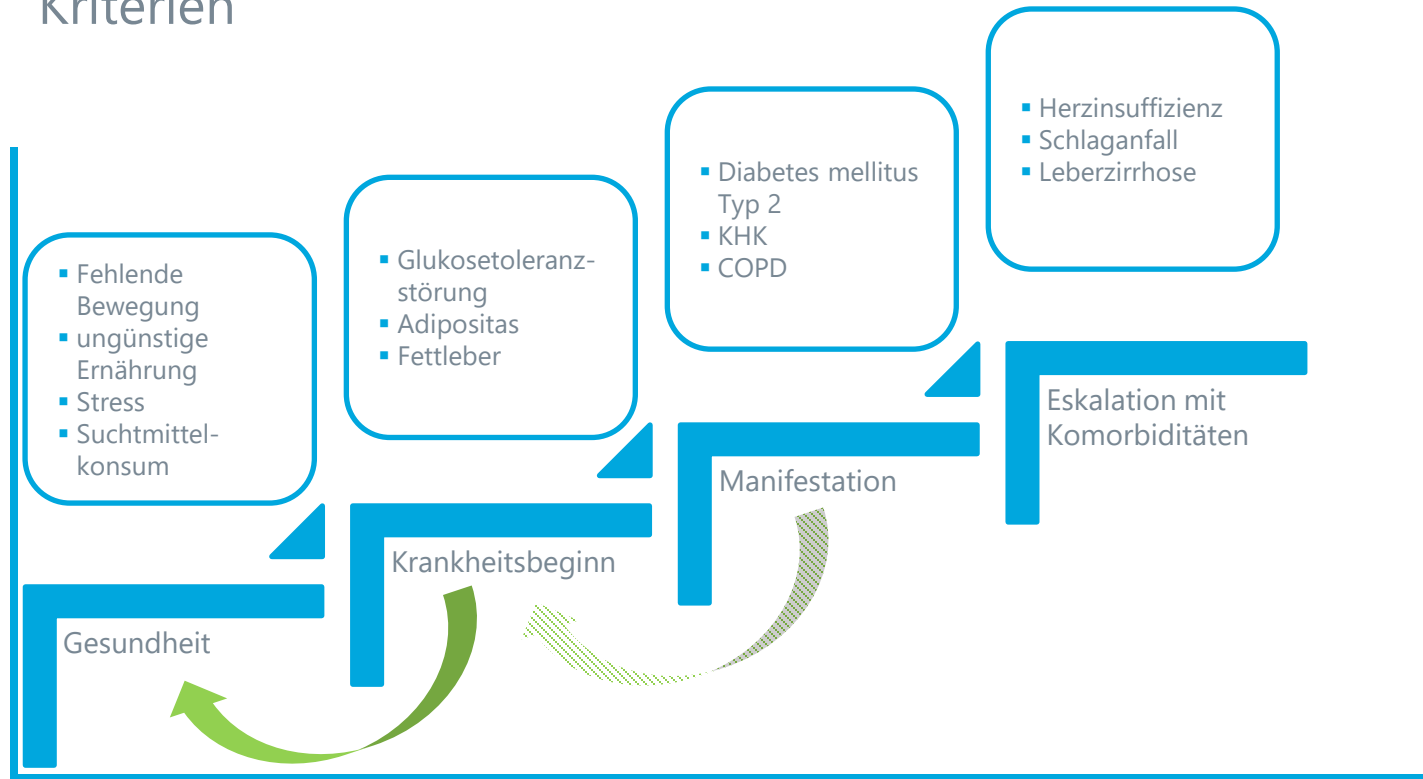 Kriterien
▪ Fehlende
Bewegung
▪ ungünstige
Ernährung
▪ Stress
▪ Suchtmittel-
konsum
Gesundheit
▪ Glukosetoleranz-
störung
▪ Adipositas
▪ Fettleber
Krankheitsbeginn
▪ Diabetes mellitus
Typ 2
▪ KHK
▪ COPD
Manifestation
▪ Herzinsuffizienz
▪ Schlaganfall
▪ Leberzirrhose
Eskalation mit
Komorbiditäten